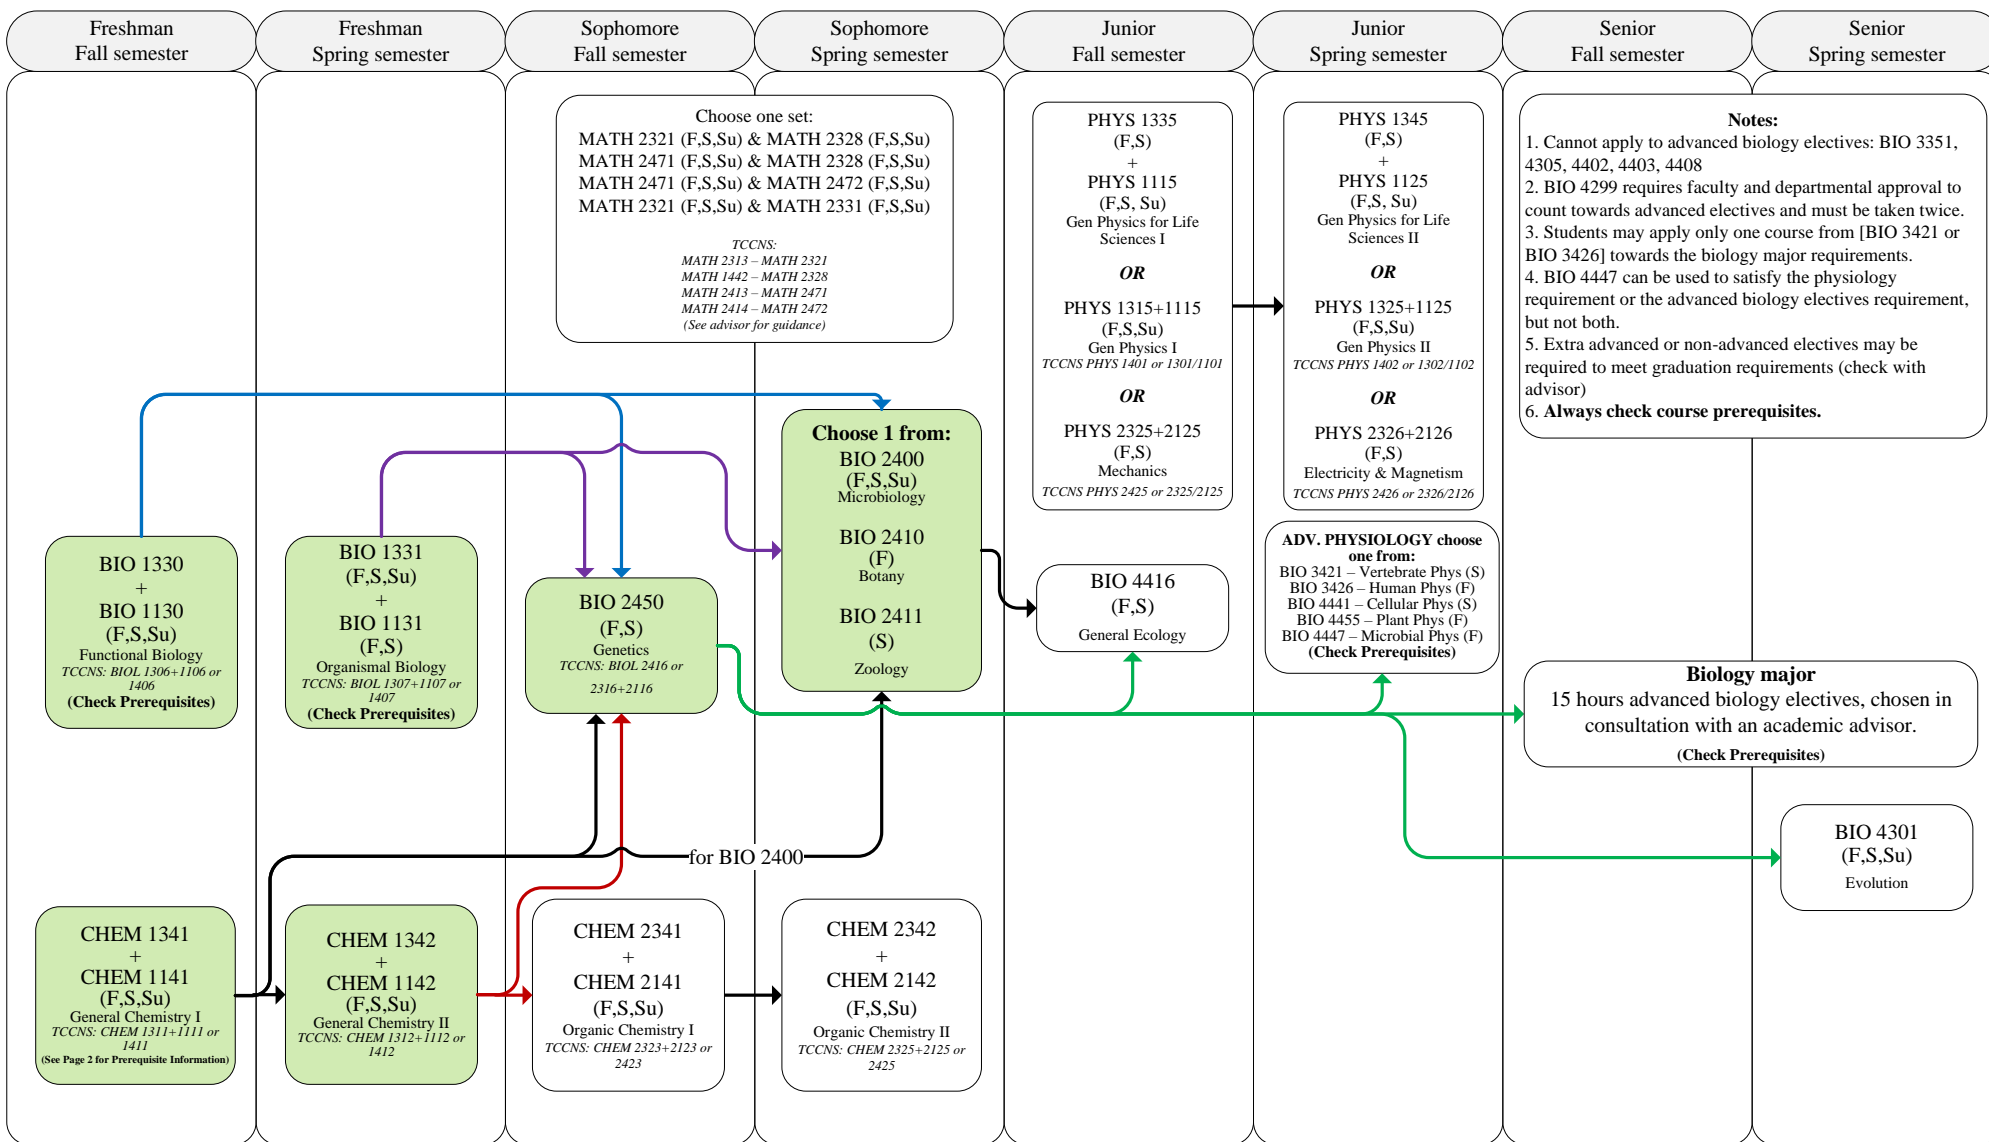 Freshman
Fall semester
Freshman
Spring semester
Sophomore
Fall semester
Sophomore
Spring semester
Junior
Fall semester
Junior
Spring semester
Senior
Fall semester
Senior
Spring semester
Choose one set:
MATH 2321 (F,S,Su) & MATH 2328 (F,S,Su)
MATH 2471 (F,S,Su) & MATH 2328 (F,S,Su)
MATH 2471 (F,S,Su) & MATH 2472 (F,S,Su)
MATH 2321 (F,S,Su) & MATH 2331 (F,S,Su)
TCCNS:
MATH 2313 – MATH 2321
MATH 1442 – MATH 2328
MATH 2413 – MATH 2471
MATH 2414 – MATH 2472
(See advisor for guidance)
PHYS 1335
(F,S)
+
PHYS 1115
(F,S, Su)
Gen Physics for Life
Sciences I
OR
PHYS 1315+1115
(F,S,Su)
Gen Physics I
TCCNS PHYS 1401 or 1301/1101
OR
PHYS 2325+2125
(F,S)
Mechanics
TCCNS PHYS 2425 or 2325/2125
PHYS 1345
(F,S)
+
PHYS 1125
(F,S, Su)
Gen Physics for Life
Sciences II
OR
PHYS 1325+1125
(F,S,Su)
Gen Physics II
TCCNS PHYS 1402 or 1302/1102
OR
PHYS 2326+2126
(F,S)
Electricity & Magnetism
TCCNS PHYS 2426 or 2326/2126
Notes:
1. Cannot apply to advanced biology electives: BIO 3351,
4305, 4402, 4403, 4408
2. BIO 4299 requires faculty and departmental approval to
count towards advanced electives and must be taken twice.
3. Students may apply only one course from [BIO 3421 or
BIO 3426] towards the biology major requirements.
4. BIO 4447 can be used to satisfy the physiology
requirement or the advanced biology electives requirement,
but not both.
5. Extra advanced or non-advanced electives may be
required to meet graduation requirements (check with
advisor)
6. Always check course prerequisites.
BIO 1330
+
BIO 1130
(F,S,Su)
Functional Biology
TCCNS: BIOL 1306+1106 or
1406
(Check Prerequisites)
BIO 1331
(F,S,Su)
+
BIO 1131
(F,S)
Organismal Biology
TCCNS: BIOL 1307+1107 or
1407
(Check Prerequisites)
BIO 2450
(F,S)
Genetics
TCCNS: BIOL 2416 or
2316+2116
Choose 1 from:
BIO 2400
(F,S,Su)
Microbiology
BIO 2410
(F)
Botany
BIO 2411
(S)
Zoology
BIO 4416
(F,S)
General Ecology
ADV. PHYSIOLOGY choose
one from:
BIO 3421 – Vertebrate Phys (S)
BIO 3426 – Human Phys (F)
BIO 4441 – Cellular Phys (S)
BIO 4455 – Plant Phys (F)
BIO 4447 – Microbial Phys (F)
(Check Prerequisites)
Biology major
15 hours advanced biology electives, chosen in
consultation with an academic advisor.
(Check Prerequisites)
BIO 4301
(F,S,Su)
Evolution
for BIO 2400
CHEM 1341
+
CHEM 1141
(F,S,Su)
General Chemistry I
TCCNS: CHEM 1311+1111 or
1411
(See Page 2 for Prerequisite Information)
CHEM 1342
+
CHEM 1142
(F,S,Su)
General Chemistry II
TCCNS: CHEM 1312+1112 or
1412
CHEM 2341
+
CHEM 2141
(F,S,Su)
Organic Chemistry I
TCCNS: CHEM 2323+2123 or
2423
CHEM 2342
+
CHEM 2142
(F,S,Su)
Organic Chemistry II
TCCNS: CHEM 2325+2125 or
2425